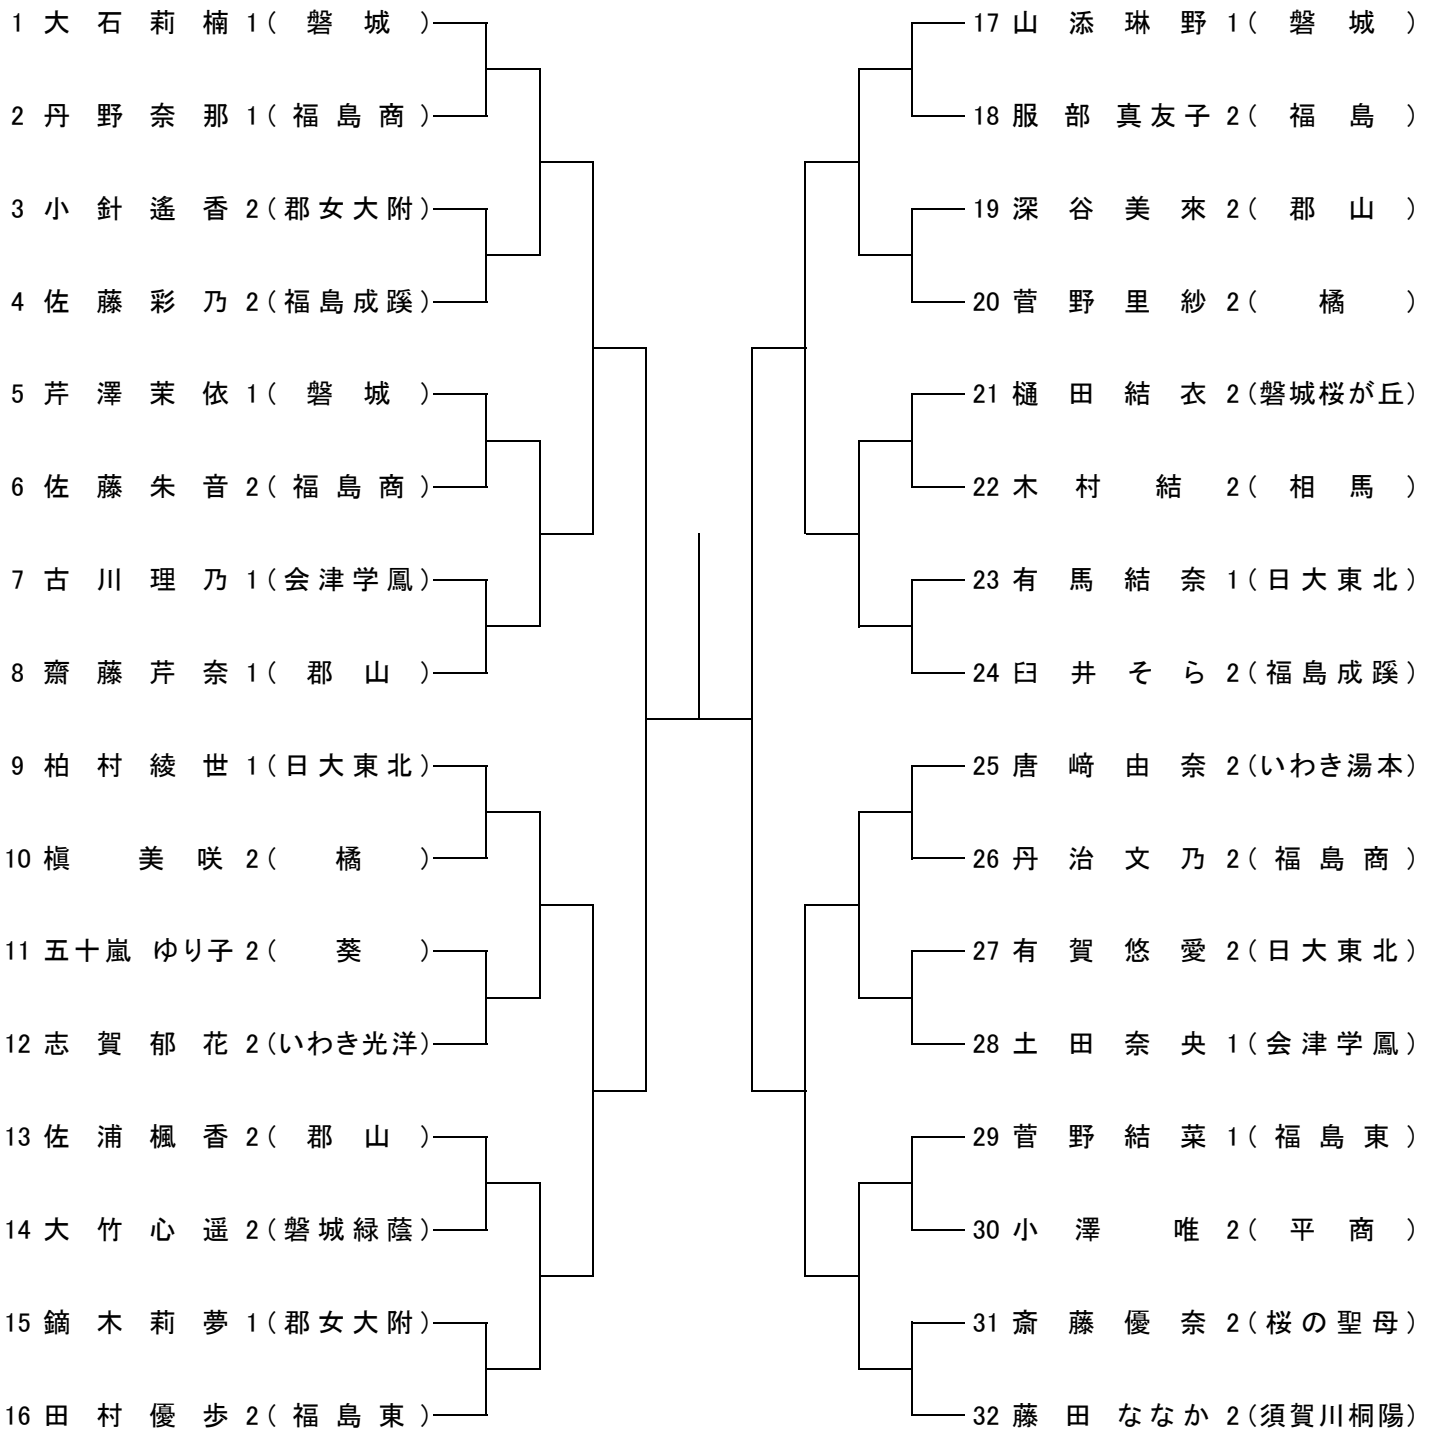 1 大石莉楠 1(磐城)
2 丹野奈那 1(福島商)
3 小針遙香 2(郡女大附)
4 佐藤彩乃 2(福島成蹊)
5 芹澤茉依 1(磐城)
6 佐藤朱音 2(福島商)
7 古川理乃 1(会津学鳳)
8 齋藤芹奈 1(郡山)
9 柏村綾世 1(日大東北)
10 槇美咲 2(橘)
11 五十嵐ゆり子 2(葵)
12 志賀郁花 2(いわき光洋)
13 佐浦楓香 2(郡山)
14 大竹心遥 2(磐城緑蔭)
15 鏑木莉夢 1(郡女大附)
16 田村優歩 2(福島東)
17 山添琳野 1(磐城)
18 服部真友子 2(福島)
19 深谷美來 2(郡山)
20 菅野里紗 2(橘)
21 樋田結衣 2(磐城桜が丘)
22 木村結 2(相馬)
23 有馬結奈 1(日大東北)
24 臼井そら 2(福島成蹊)
25 唐﨑由奈 2(いわき湯本)
26 丹治文乃 2(福島商)
27 有賀悠愛 2(日大東北)
28 土田奈央 1(会津学鳳)
29 菅野結菜 1(福島東)
30 小澤唯 2(平商)
31 斎藤優奈 2(桜の聖母)
32 藤田ななか 2(須賀川桐陽)